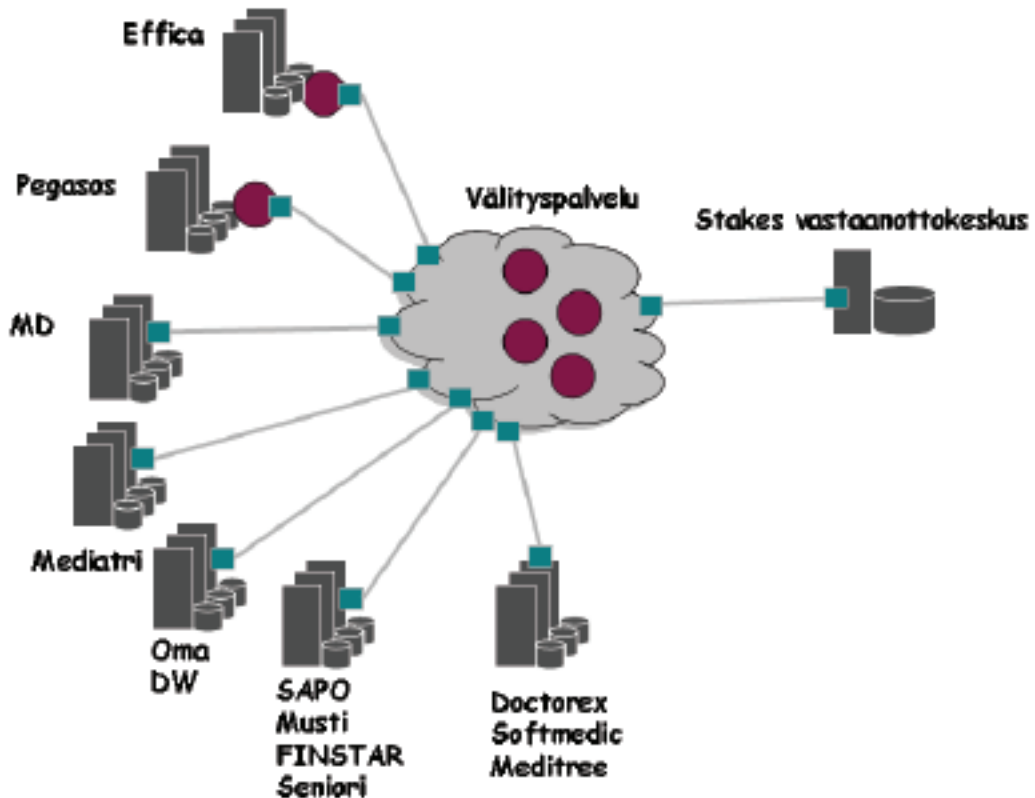 Effica
Pegasos
Välityspalvelu
Stakes vastaanottokeskus
MD
Mediatri
Oma
DW
SAPO
Musti
FINSTAR
Seniori
Doctorex
Softmedic
Meditree